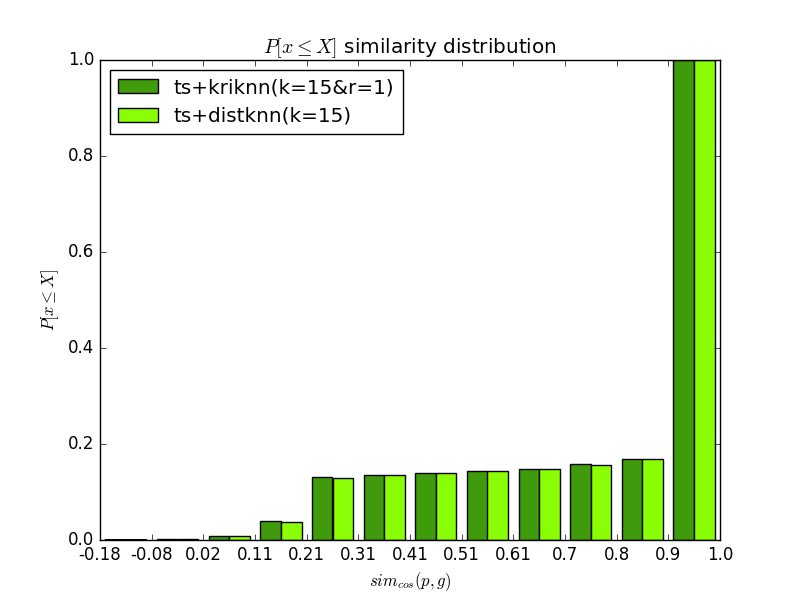 P[x ≤ X] similarity distribution
ts+kriknn(k=15&r=1)
ts+distknn(k=15)
P[x ≤ X]
1.0
0.8
0.6
0.4
0.2
0.0
-0.18 -0.08 0.02 0.11 0.21 0.31 0.41 0.51 0.61 0.7 0.8 0.9 1.0
sim_cos(p, g)